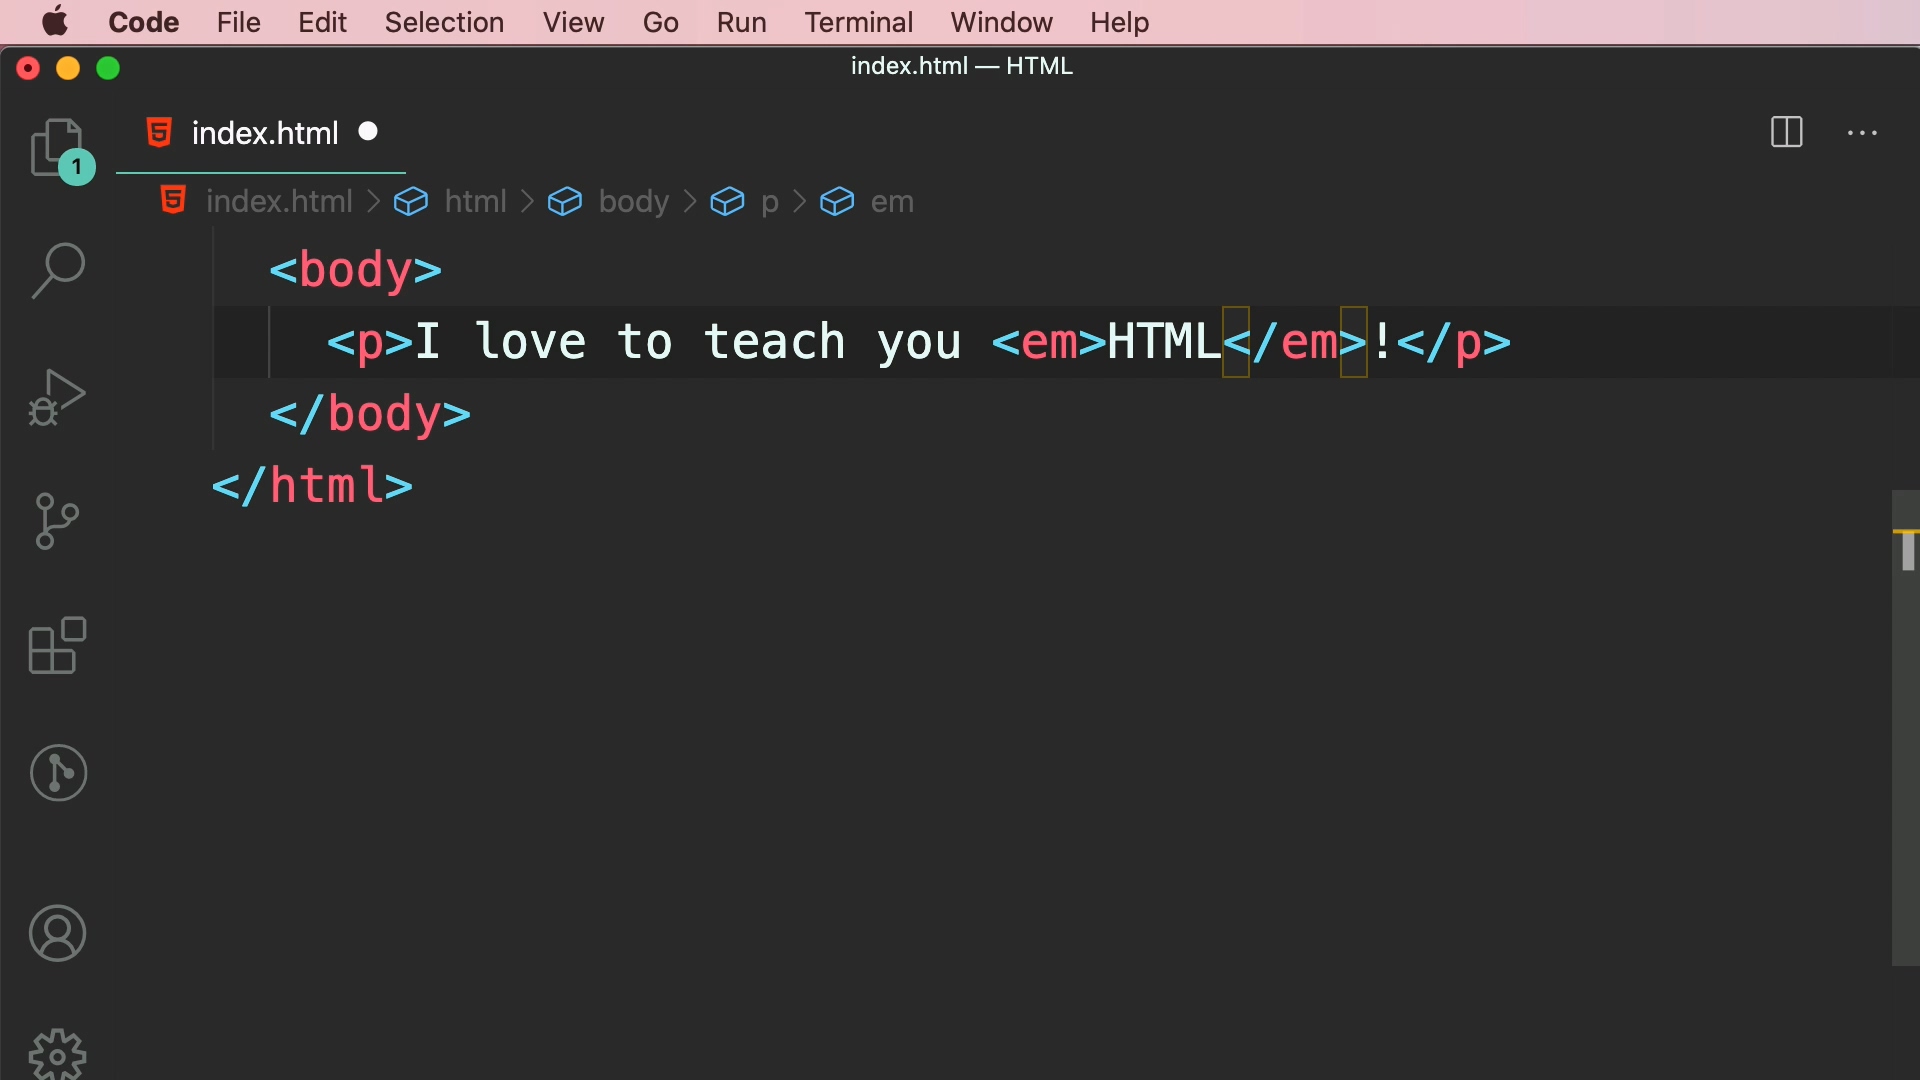 Code File Edit Selection View Go Run Terminal Window Help
index.html — HTML
index.html
1
index.html > html > body > p > em
<body>
<p>I love to teach you <em>HTML</em>!</p>
</body>
</html>